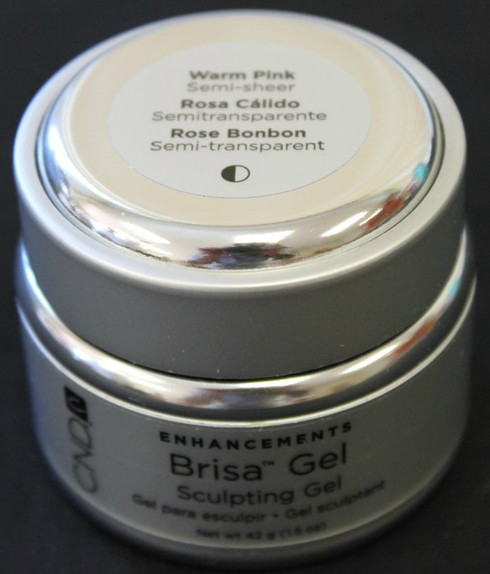 Warm Pink
Semi-sheer
Rosa Cálido
Semitransparente
Rose Bonbon
Semi-transparent
CND
ENHANCEMENTS
Brisa™ Gel
Sculpting Gel
Gel para esculpir • Gel sculptant
Net wt 42 g (1.5 oz)